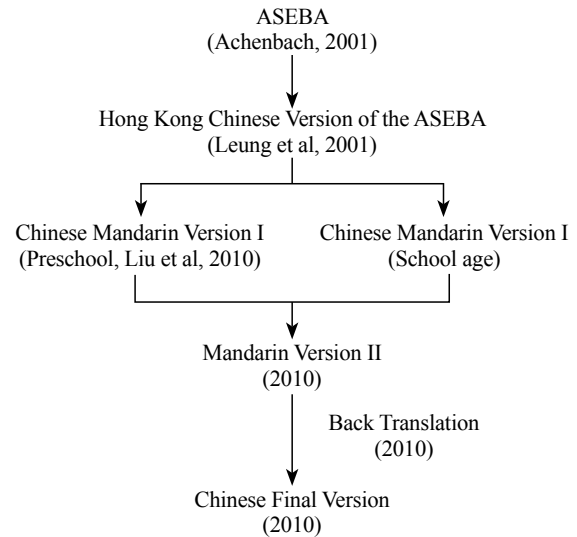 ASEBA
(Achenbach, 2001)
Hong Kong Chinese Version of the ASEBA
(Leung et al, 2001)
Chinese Mandarin Version I
(Preschool, Liu et al, 2010)
Chinese Mandarin Version I
(School age)
Mandarin Version II
(2010)
Back Translation
(2010)
Chinese Final Version
(2010)